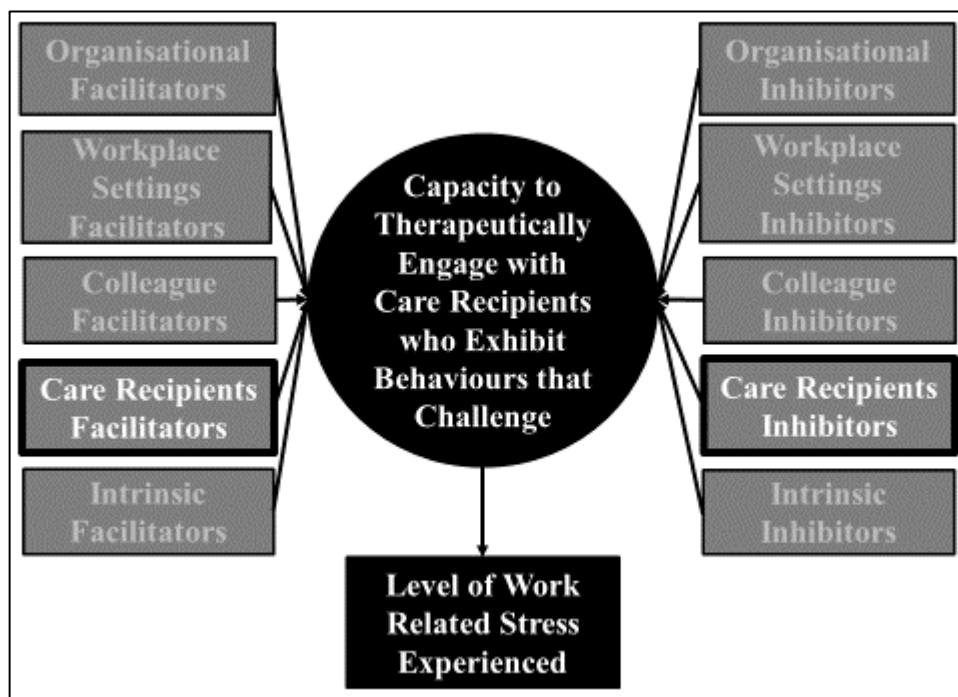 Organisational
Facilitators
Workplace
Settings
Facilitators
Colleague
Facilitators
Care Recipients
Facilitators
Intrinsic
Facilitators
Capacity to
Therapeutically
Engage with
Care Recipients
who Exhibit
Behaviours that
Challenge
Level of Work
Related Stress
Experienced
Organisational
Inhibitors
Workplace
Settings
Inhibitors
Colleague
Inhibitors
Care Recipients
Inhibitors
Intrinsic
Inhibitors